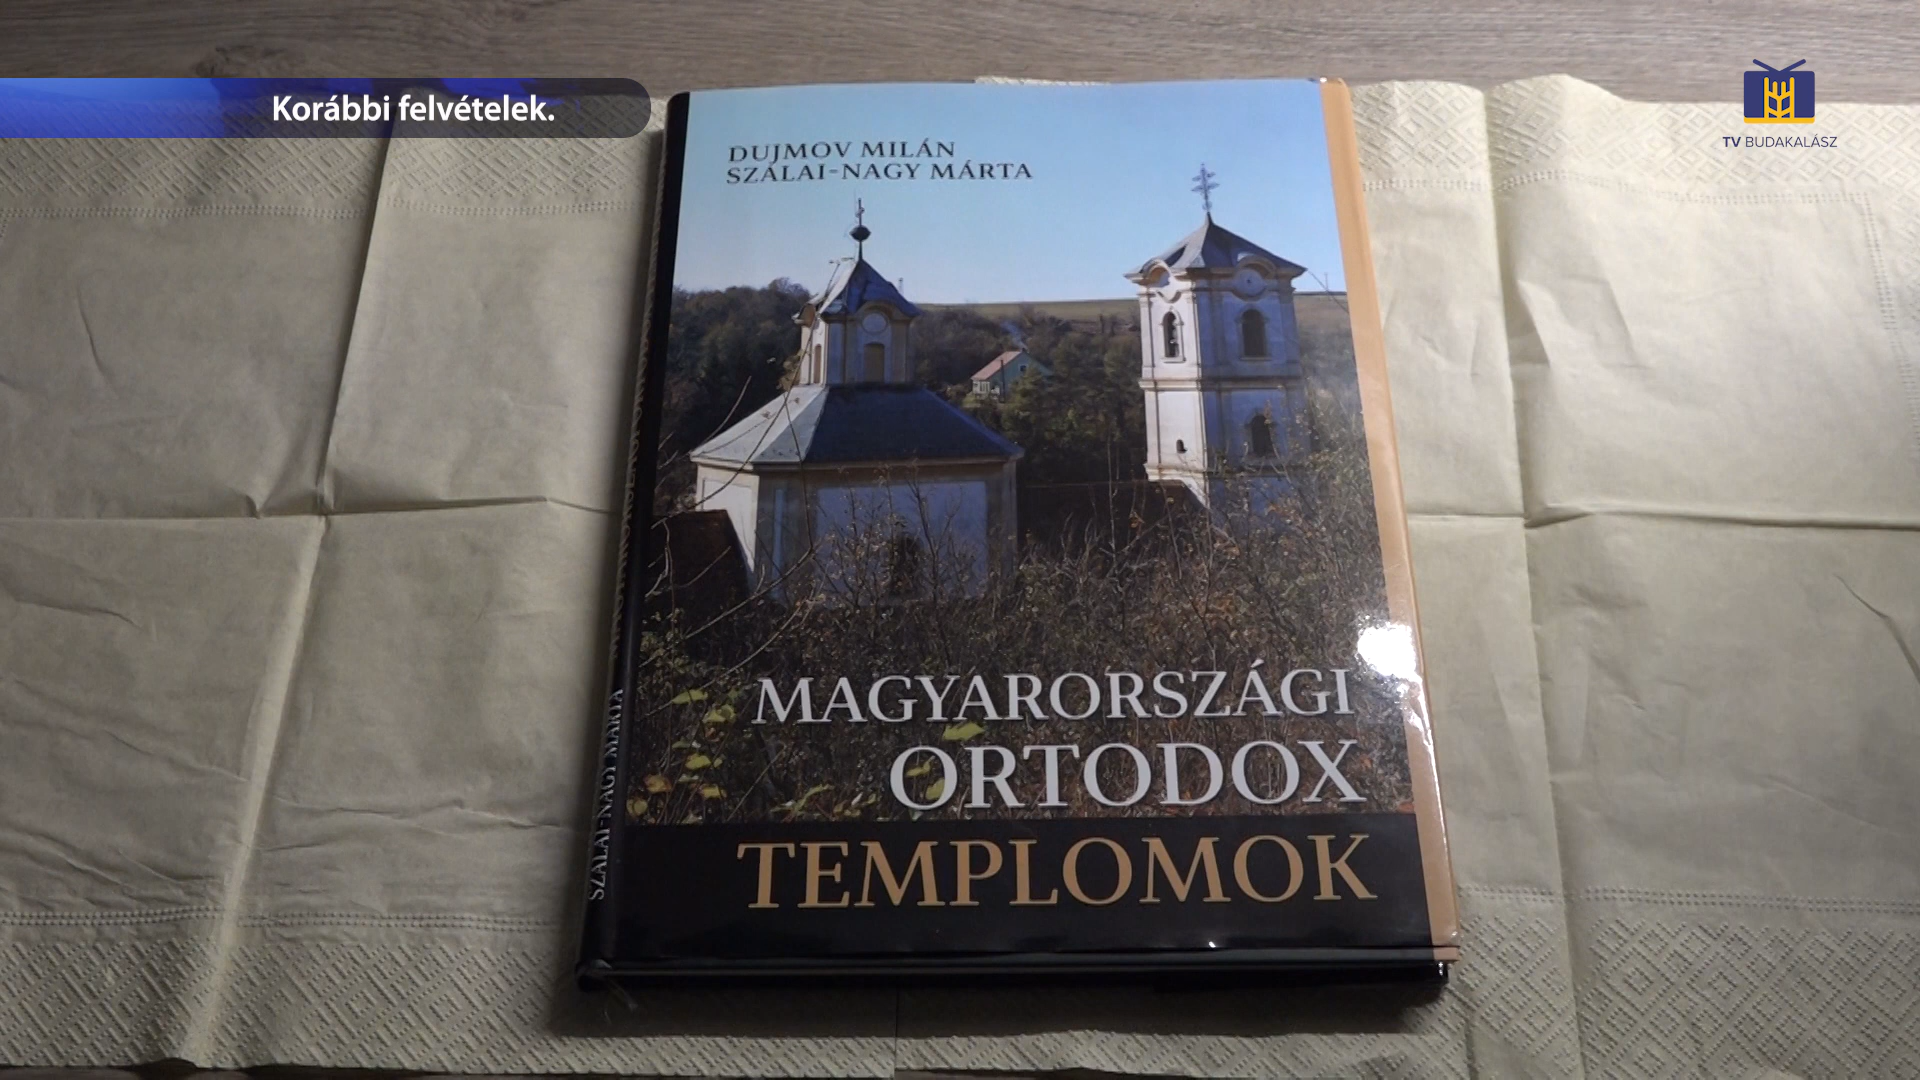 Korábbi felvételek.
TV BUDAKALÁSZ
DUJMOV MILÁN
SZALAI-NAGY MÁRTA
MAGYARORSZÁGI
ORTODOX
TEMPLOMOK
SZALAI-NAGY MÁRTA